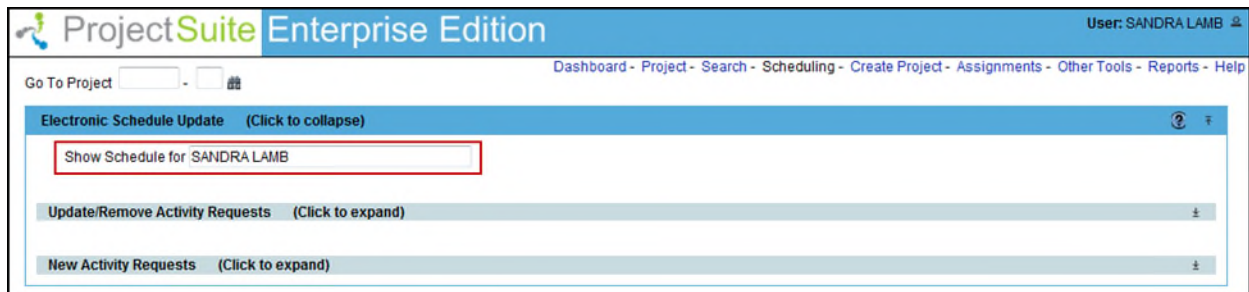 ProjectSuite Enterprise Edition
User: SANDRA LAMB
Dashboard - Project - Search - Scheduling - Create Project - Assignments - Other Tools - Reports - Help
Go To Project -
Electronic Schedule Update (Click to collapse)
Show Schedule for SANDRA LAMB
Update/Remove Activity Requests (Click to expand)
New Activity Requests (Click to expand)